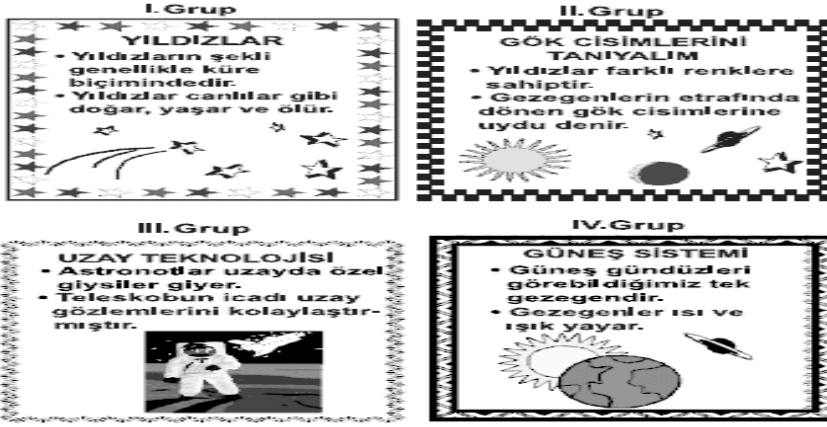 I. Grup
YILDIZLAR
• Yıldızların şekli
genellikle küre
biçimindedir.
• Yıldızlar canlılar gibi
doğar, yaşar ve ölür.
II. Grup
GÖK CİSİMLERİNİ
TANIYALIM
• Yıldızlar farklı renklere
sahiptir.
• Gezegenlerin etrafında
dönen gök cisimlerine
uydu denir.
III. Grup
UZAY TEKNOLOJİSİ
• Astronotlar uzayda özel
giysiler giyer.
• Teleskobun icadı uzay
gözlemlerini kolaylaştır-
mıştır.
IV. Grup
GÜNEŞ SİSTEMİ
• Güneş gündüzleri
görebildiğimiz tek
gezegendir.
• Gezegenler ısı ve
ışık yayar.